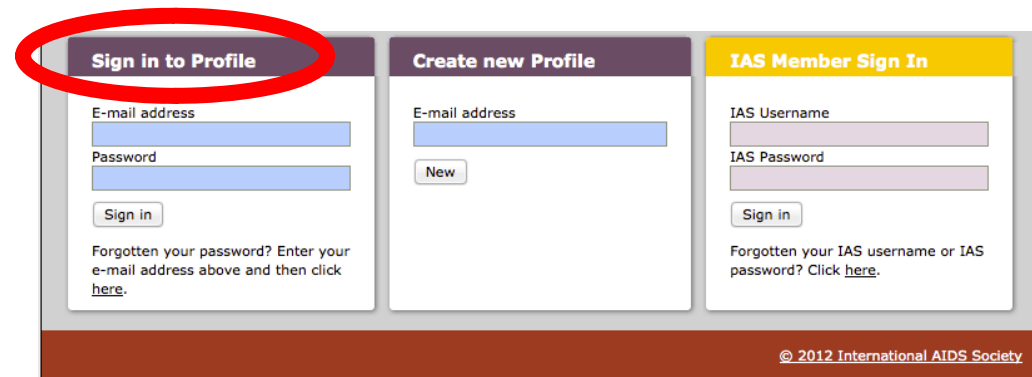 Sign in to Profile
E-mail address
Password
Sign in
Forgotten your password? Enter your
e-mail address above and then click
here.
Create new Profile
E-mail address
New
IAS Member Sign In
IAS Username
IAS Password
Sign in
Forgotten your IAS username or IAS
password? Click here.
© 2012 International AIDS Society